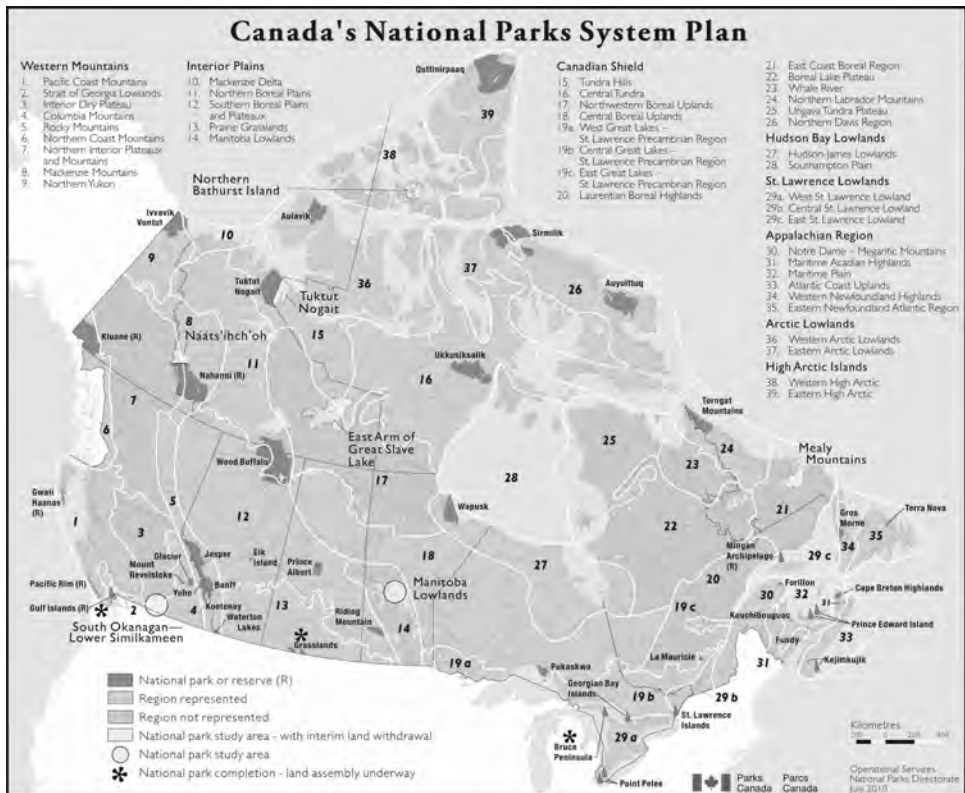 Canada's National Parks System Plan
Western Mountains
1. Pacific Coast Mountains
2. Strait of Georgia Lowlands
3. Interior Dry Plateau
4. Columbia Mountains
5. Rocky Mountains
6. Northern Coast Mountains
7. Northern Interior Plateaux
and Mountains
8. Mackenzie Mountains
9. Northern Yukon
Interior Plains
10. Mackenzie Delta
11. Northern Boreal Plains
12. Southern Boreal Plains
and Plateaux
13. Prairie Grasslands
14. Manitoba Lowlands
Canadian Shield
15. Tundra Hills
16. Central Tundra
17. Northwestern Boreal Uplands
18. Central Boreal Uplands
19a. West Great Lakes –
St. Lawrence Precambrian Region
19b. Central Great Lakes –
St. Lawrence Precambrian Region
19c. East Great Lakes –
St. Lawrence Precambrian Region
20. Laurentian Boreal Highlands
21. East Coast Boreal Region
22. Boreal Lake Plateau
23. Whale River
24. Northern Labrador Mountains
25. Ungava Tundra Plateau
26. Northern Davis Region
Hudson Bay Lowlands
27. Hudson-James Lowlands
28. Southampton Plain
St. Lawrence Lowlands
29a. West St. Lawrence Lowland
29b. Central St. Lawrence Lowland
29c. East St. Lawrence Lowland
Appalachian Region
30. Notre Dame – Megantic Mountains
31. Maritime Acadian Highlands
32. Maritime Plain
33. Atlantic Coast Uplands
34. Western Newfoundland Highlands
35. Eastern Newfoundland Atlantic Region
Arctic Lowlands
36. Western Arctic Lowlands
37. Eastern Arctic Lowlands
High Arctic Islands
38. Western High Arctic
39. Eastern High Arctic
Quttinirpaaq
39
38
Northern
Bathurst Island
Ivvavik
Vuntut
Aulavik
10
9
Sirmilik
37
36
26
Auyuittuq
Tuktut
Nogait
Tuktut
Nogait
15
Kluane (R)
8
Nááts'ihch'oh
11
Nahanni (R)
Ukkusiksalik
16
7
6
Torngat
Mountains
24
25
23
East Arm of
Great Slave
Lake
Mealy
Mountains
Wood Buffalo
17
28
Wapusk
Gwaii
Haanas (R)
1
5
12
3
22
21
Gros
Morne
Terra Nova
35
34
Mingan
Archipelago
(R)
29 c
Glacier
Mount
Revelstoke
Jasper
Elk
Island
Prince
Albert
18
27
Manitoba
Lowlands
20
Pacific Rim (R)
Yoho
Banff
Gulf Islands (R)
2
4
Kootenay
Waterton
Lakes
13
Riding
Mountain
14
South Okanagan—
Lower Similkameen
Grasslands
Forillon
30
32
Cape Breton Highlands
31
19 c
Kouchibouguac
Prince Edward Island
Fundy
33
31
Kejimkujik
19 a
Pukaskwa
La Mauricie
Georgian Bay
Islands
19 b
29 b
St. Lawrence
Islands
29 a
Bruce
Peninsula
Point Pelee
National park or reserve (R)
Region represented
Region not represented
National park study area - with interim land withdrawal
National park study area
National park completion - land assembly underway
Kilometres
200 0 200 400
Parks
Canada
Parcs
Canada
Operational Services
National Parks Directorate
July 2010